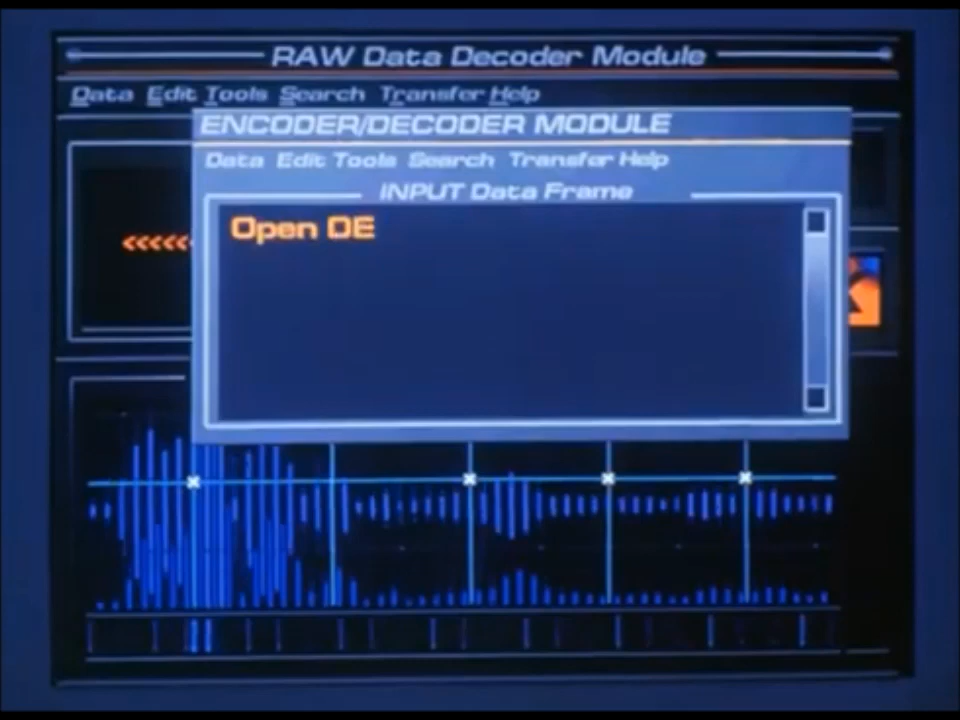 RAW Data Decoder Module
Data Edit Tools Search Transfer Help
ENCODER/DECODER MODULE
Data Edit Tools Search Transfer Help
INPUT Data Frame
Open DE
<<<<<